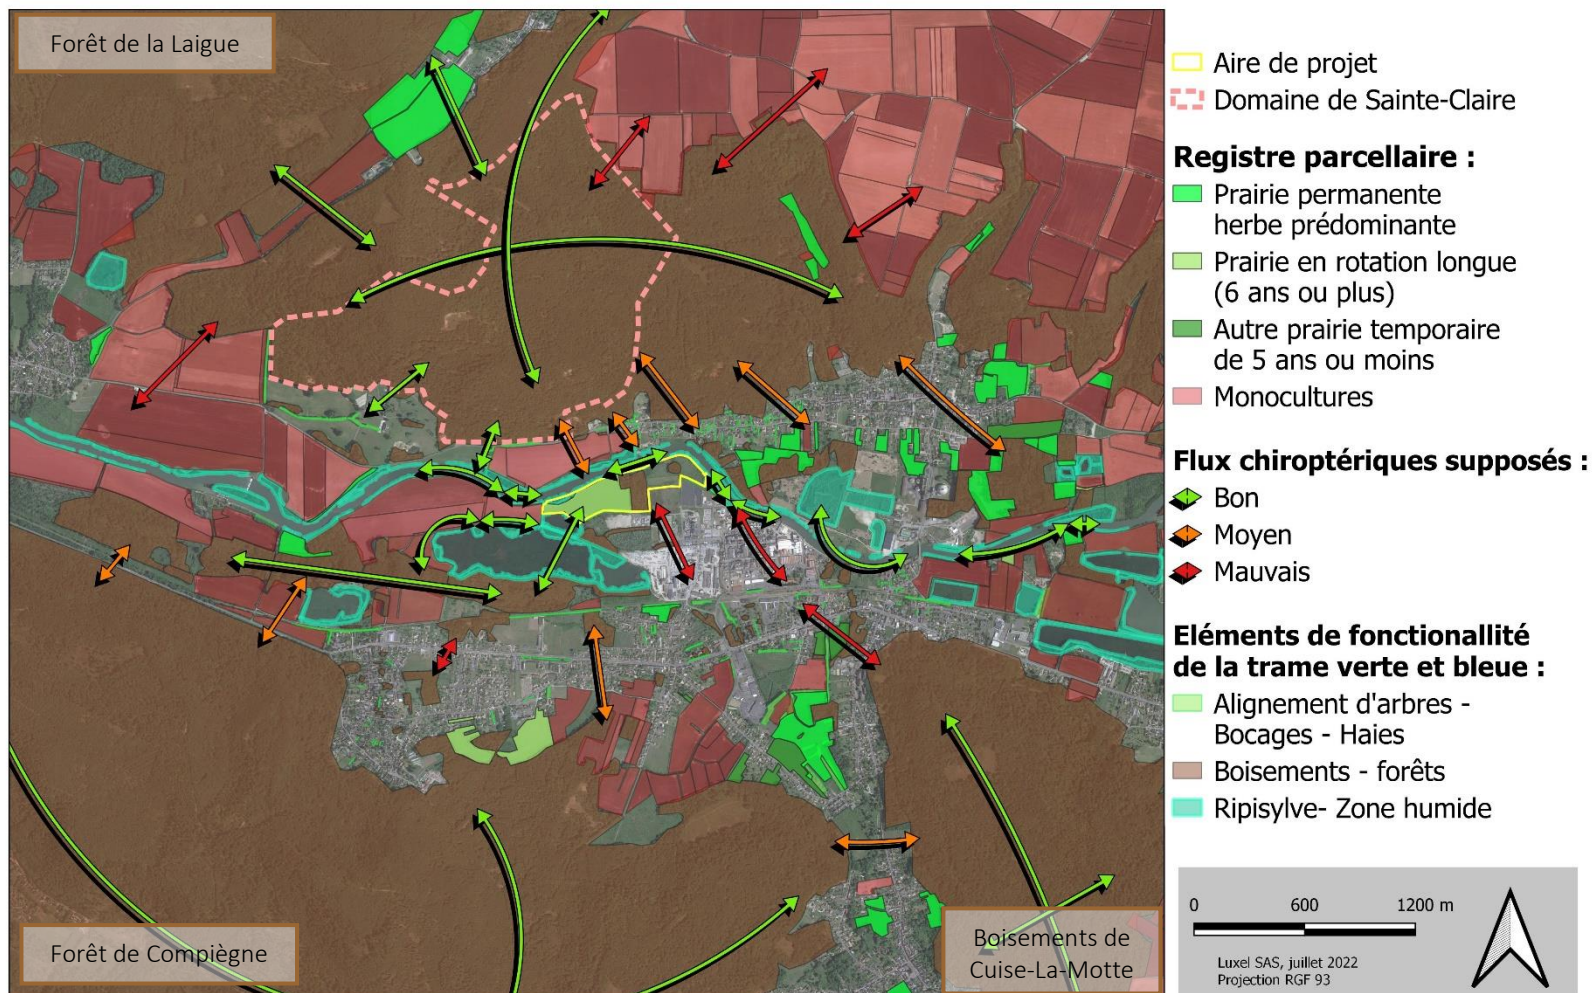 Forêt de la Laigue
Aire de projet
Domaine de Sainte-Claire
Registre parcellaire :
Prairie permanente
herbe prédominante
Prairie en rotation longue
(6 ans ou plus)
Autre prairie temporaire
de 5 ans ou moins
Monocultures
Flux chiroptériques supposés :
Bon
Moyen
Mauvais
Eléments de fonctionallité
de la trame verte et bleue :
Alignement d'arbres -
Bocages - Haies
Boisements - forêts
Ripisylve- Zone humide
0 600 1200 m
Luxel SAS, juillet 2022
Projection RGF 93
Forêt de Compiègne
Boisements de
Cuise-La-Motte